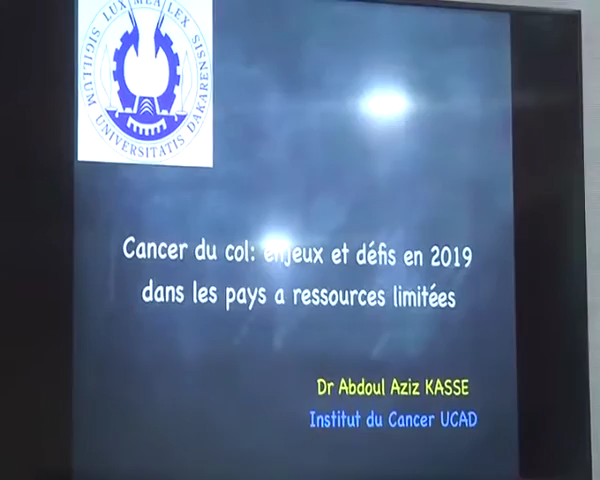 SIGILLUM UNIVERSITATIS DAKARENSIS
LUX MEA LEX
Cancer du col: enjeux et défis en 2019
dans les pays a ressources limitées
Dr Abdoul Aziz KASSE
Institut du Cancer UCAD